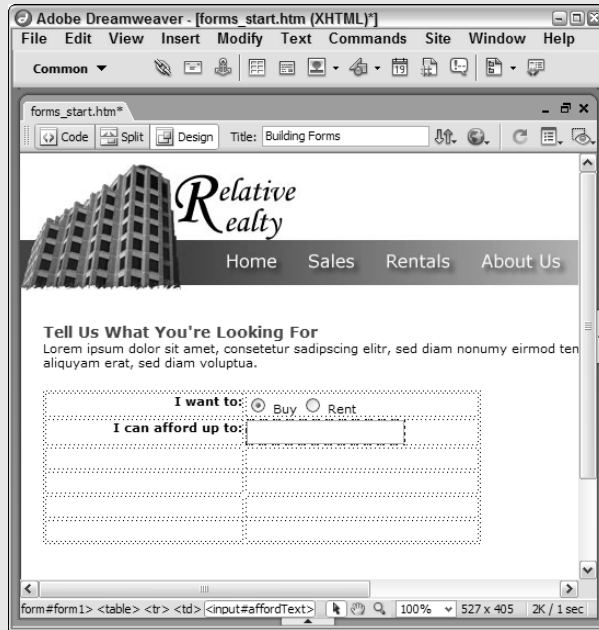 Adobe Dreamweaver - [forms_start.htm (XHTML)*]
File Edit View Insert Modify Text Commands Site Window Help
Common
forms_start.htm*
Code Split Design Title: Building Forms
Relative
Realty
Home Sales Rentals About Us
Tell Us What You're Looking For
Lorem ipsum dolor sit amet, consetetur sadipscing elitr, sed diam nonumy eirmod ten
aliquyam erat, sed diam voluptua.
I want to: Buy Rent
I can afford up to:
form#form1> <table> <tr> <td> <input#affordText> 100% 527 x 405 2K / 1 sec